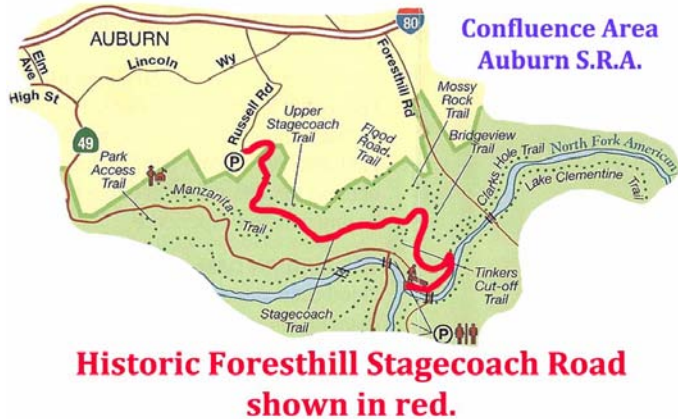 80
Confluence Area
Auburn S.R.A.
AUBURN
Elm
Ave
Lincoln
Wy
High St
Foresthill Rd
Russell Rd
Mossy
Rock
Trail
Upper
Stagecoach
Trail
Flood
Road
Trail
Bridgeview
Trail
49
Park
Access
Trail
P
Manzanita
Trail
Clarks Hole Trail
North Fork American
Lake Clementine
Trail
Tinkers
Cut-off
Trail
Stagecoach
Trail
P
Historic Foresthill Stagecoach Road
shown in red.